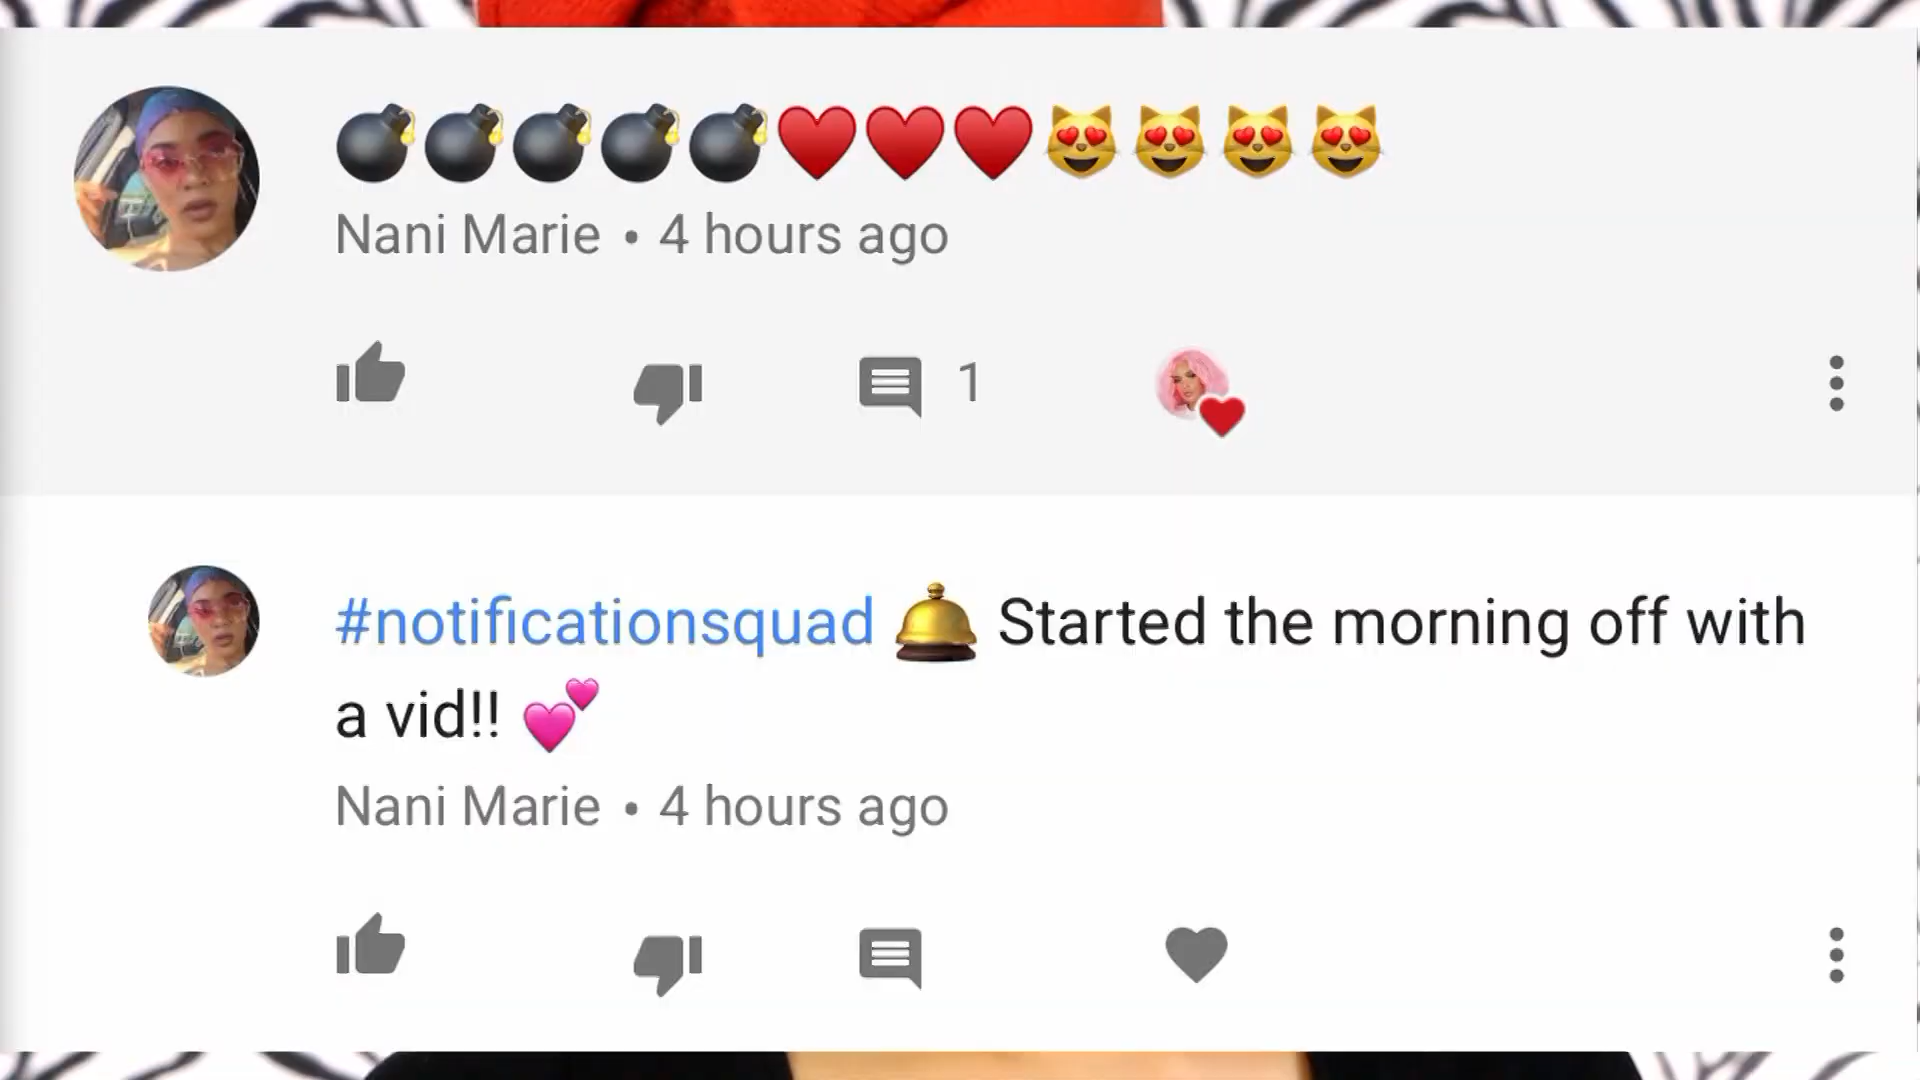 💣💣💣💣💣♥️♥️♥️😻😻😻😻
Nani Marie • 4 hours ago
1
#notificationsquad 🛎️ Started the morning off with
a vid!! 💕
Nani Marie • 4 hours ago